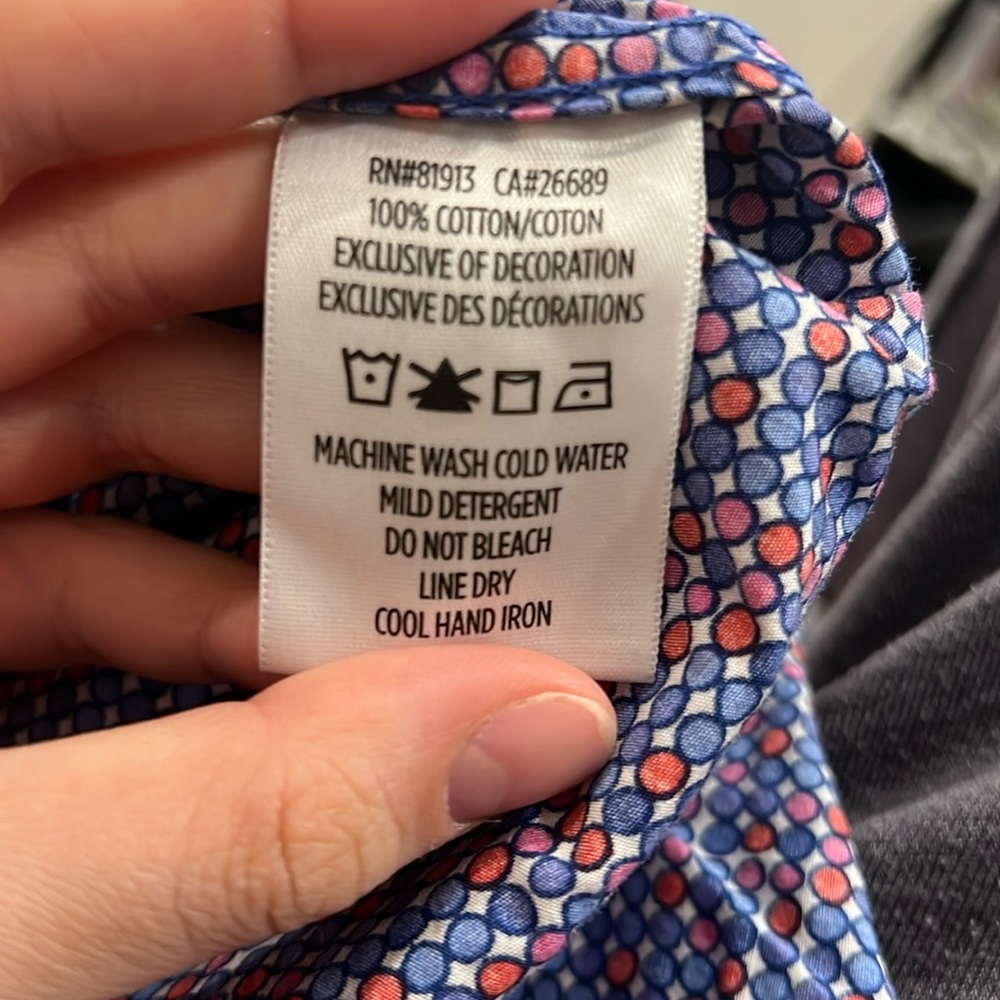 RN#81913 CA#26689
100% COTTON/COTON
EXCLUSIVE OF DECORATION
EXCLUSIVE DES DÉCORATIONS
MACHINE WASH COLD WATER
MILD DETERGENT
DO NOT BLEACH
LINE DRY
COOL HAND IRON